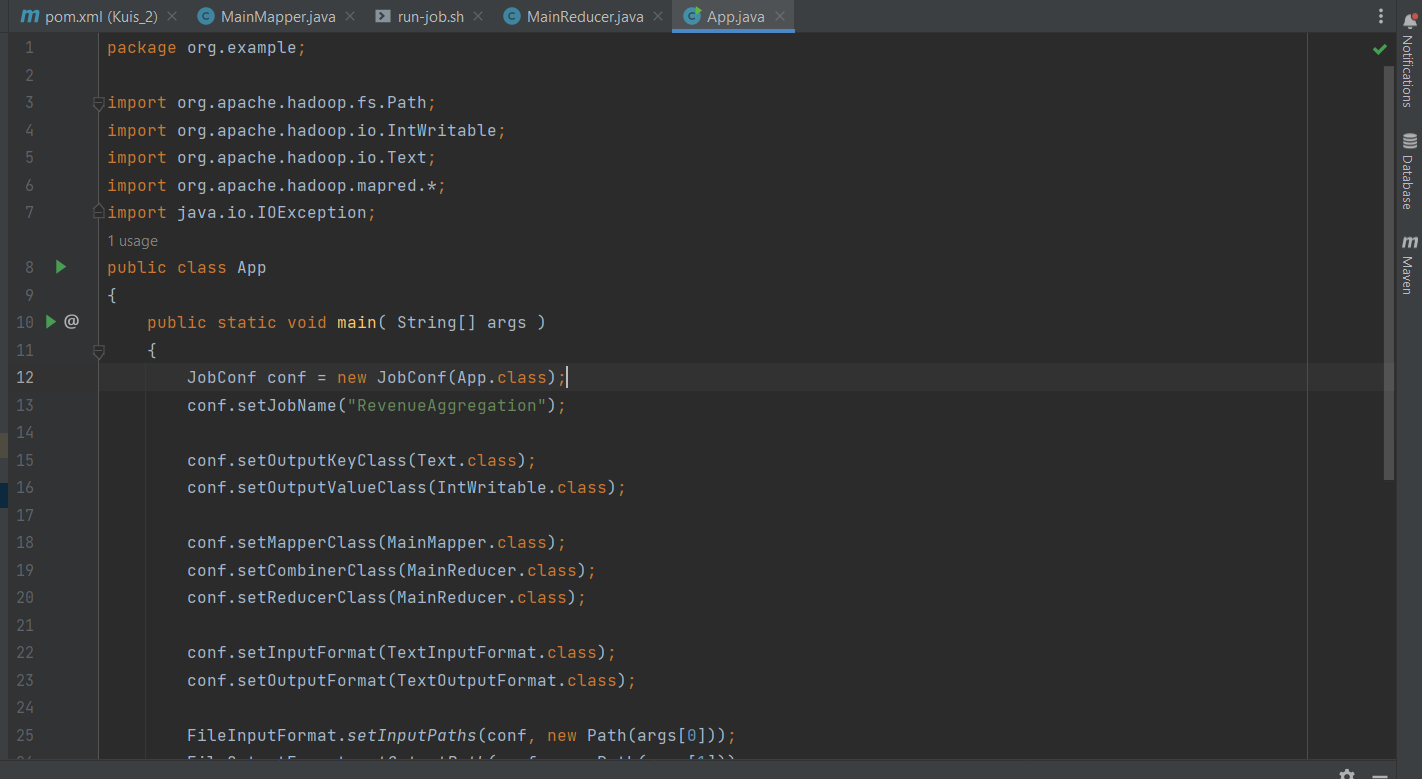 m pom.xml (Kuis_2) × C MainMapper.java × run-job.sh × C MainReducer.java × C App.java ×
1 package org.example;
2
3 import org.apache.hadoop.fs.Path;
4 import org.apache.hadoop.io.IntWritable;
5 import org.apache.hadoop.io.Text;
6 import org.apache.hadoop.mapred.*;
7 import java.io.IOException;
1 usage
8 public class App
9 {
10 @ public static void main( String[] args )
11 {
12 JobConf conf = new JobConf(App.class);
13 conf.setJobName("RevenueAggregation");
14
15 conf.setOutputKeyClass(Text.class);
16 conf.setOutputValueClass(IntWritable.class);
17
18 conf.setMapperClass(MainMapper.class);
19 conf.setCombinerClass(MainReducer.class);
20 conf.setReducerClass(MainReducer.class);
21
22 conf.setInputFormat(TextInputFormat.class);
23 conf.setOutputFormat(TextOutputFormat.class);
24
25 FileInputFormat.setInputPaths(conf, new Path(args[0]));
Notifications
Database
m Maven